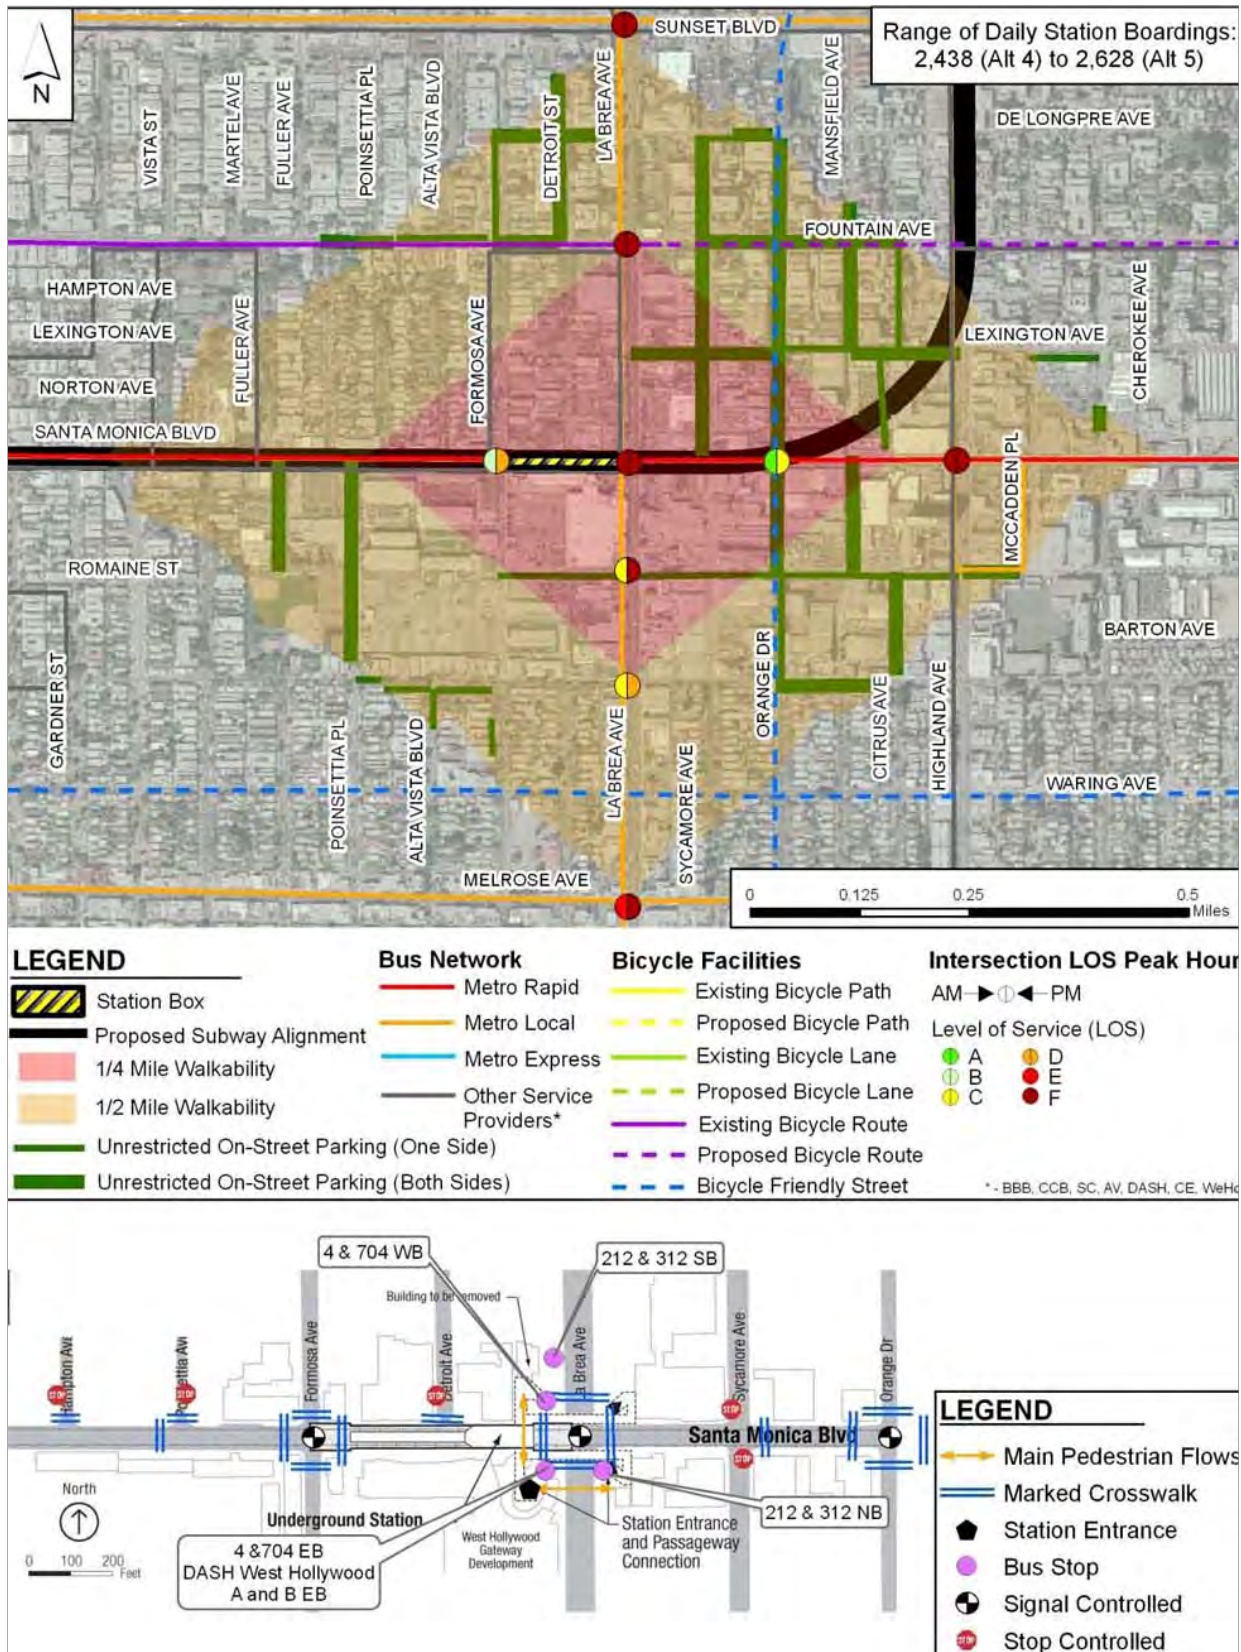 SUNSET BLVD
Range of Daily Station Boardings:
2,438 (Alt 4) to 2,628 (Alt 5)
N
VISTA ST
MARTEL AVE
FULLER AVE
POINSETTIA PL
ALTA VISTA BLVD
DETROIT ST
LA BREA AVE
MANSFIELD AVE
DE LONGPRE AVE
FOUNTAIN AVE
HAMPTON AVE
LEXINGTON AVE
NORTON AVE
SANTA MONICA BLVD
FULLER AVE
FORMOSA AVE
LEXINGTON AVE
CHEROKEE AVE
MCCADDEN PL
ROMAINE ST
BARTON AVE
GARDNER ST
POINSETTIA PL
ALTA VISTA BLVD
LA BREA AVE
SYCAMORE AVE
ORANGE DR
CITRUS AVE
HIGHLAND AVE
WARING AVE
MELROSE AVE
0 0.125 0.25 0.5
Miles
LEGEND
Station Box
Proposed Subway Alignment
1/4 Mile Walkability
1/2 Mile Walkability
Unrestricted On-Street Parking (One Side)
Unrestricted On-Street Parking (Both Sides)
Bus Network
Metro Rapid
Metro Local
Metro Express
Other Service
Providers*
Bicycle Facilities
Existing Bicycle Path
Proposed Bicycle Path
Existing Bicycle Lane
Proposed Bicycle Lane
Existing Bicycle Route
Proposed Bicycle Route
Bicycle Friendly Street
Intersection LOS Peak Hour
AM PM
Level of Service (LOS)
A D
B E
C F
* - BBB, CCB, SC, AV, DASH, CE, WeHo
4 & 704 WB
212 & 312 SB
Building to be removed
Hampton Ave
Formosa Ave
Detroit Ave
La Brea Ave
Sycamore Ave
Orange Dr
STOP
STOP
STOP
STOP
STOP
Santa Monica Blvd
North
0 100 200
Feet
Underground Station
West Hollywood
Gateway
Development
Station Entrance
and Passageway
Connection
212 & 312 NB
4 &704 EB
DASH West Hollywood
A and B EB
LEGEND
Main Pedestrian Flows
Marked Crosswalk
Station Entrance
Bus Stop
Signal Controlled
STOP
Stop Controlled